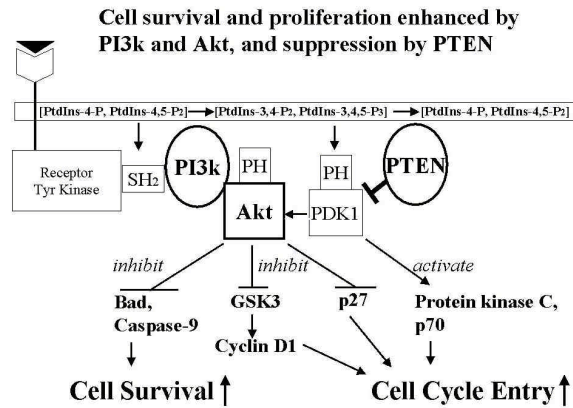 Cell survival and proliferation enhanced by
PI3k and Akt, and suppression by PTEN
[PtdIns-4-P, PtdIns-4,5-P₂] → [PtdIns-3,4-P₂, PtdIns-3,4,5-P₃] → [PtdIns-4-P, PtdIns-4,5-P₂]
Receptor
Tyr Kinase
SH₂
PI3k
PH
Akt
PH
PDK1
PTEN
inhibit
inhibit
activate
Bad,
Caspase-9
GSK3
p27
Protein kinase C,
p70
Cyclin D1
Cell Survival ↑
Cell Cycle Entry ↑